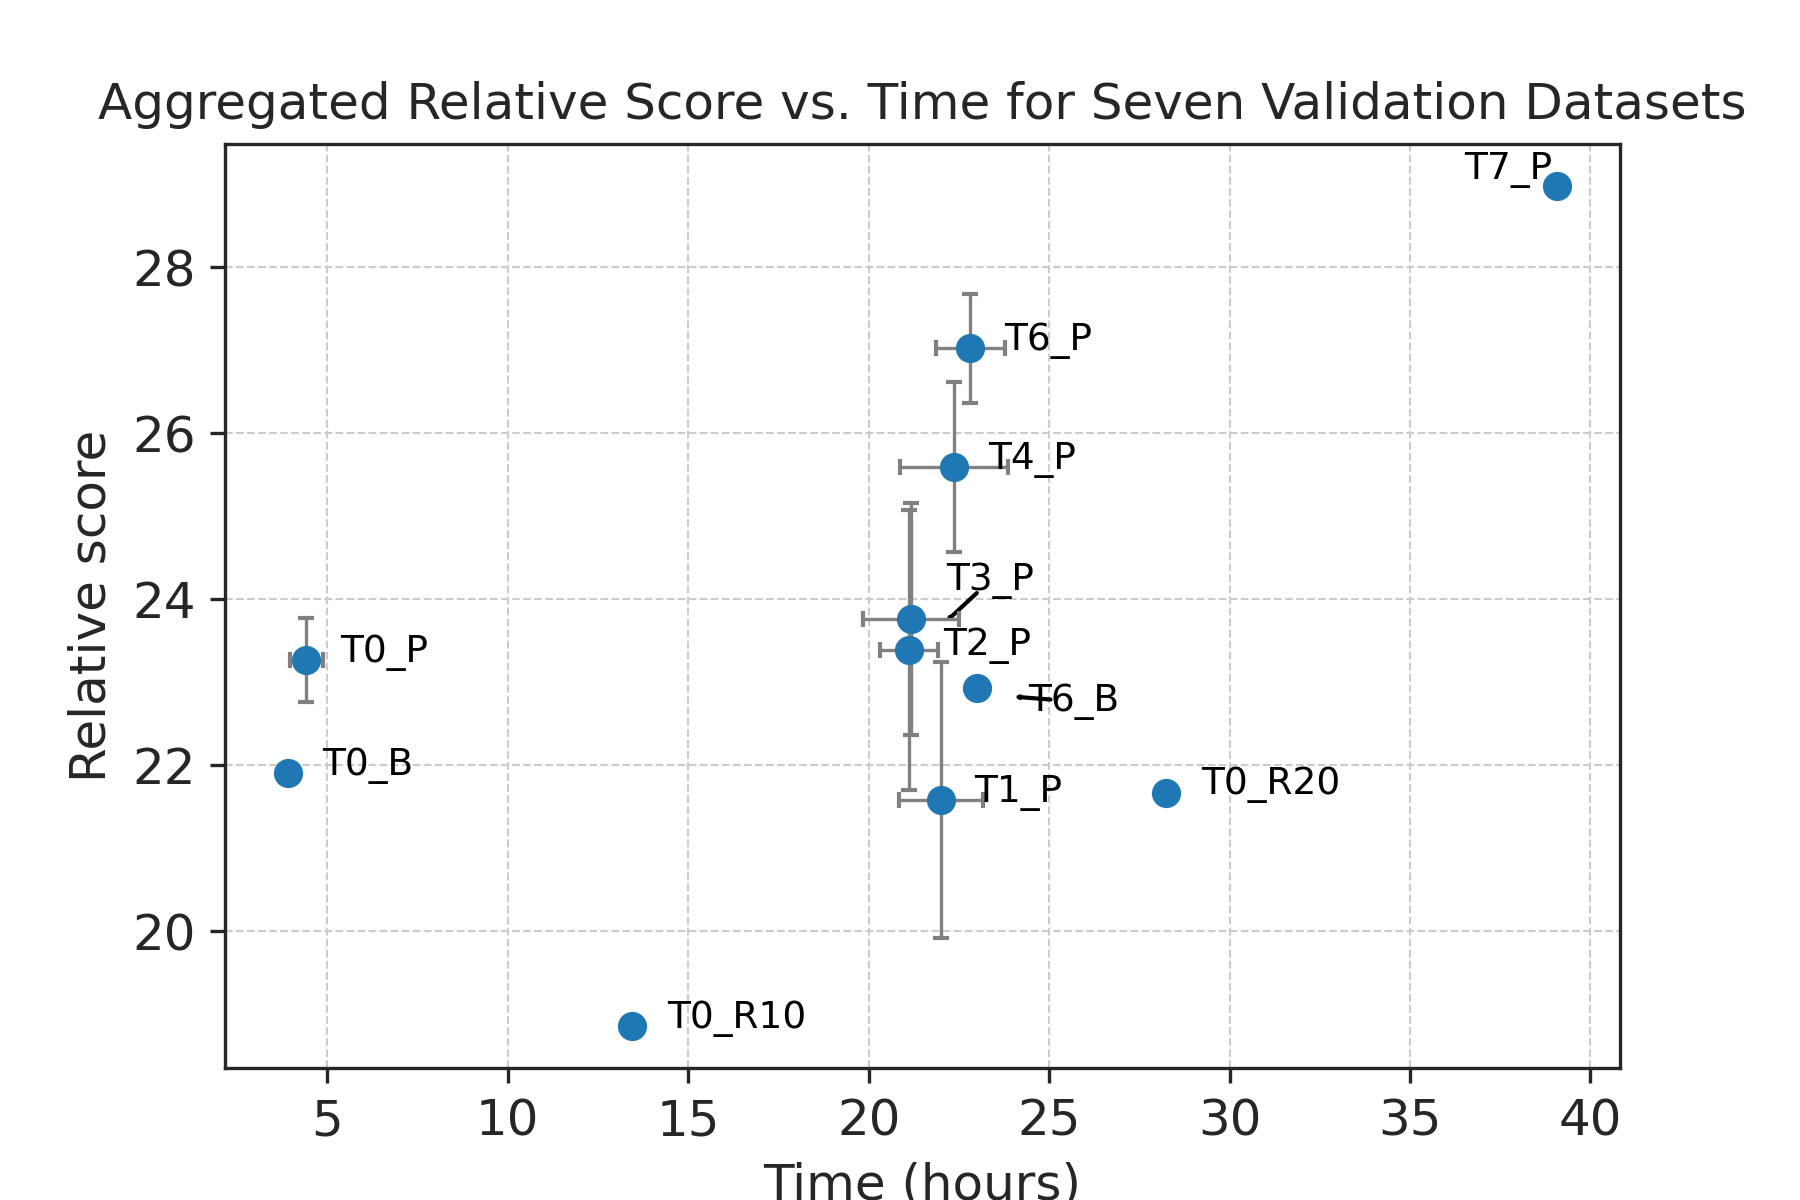 Aggregated Relative Score vs. Time for Seven Validation Datasets
T7_P
28
T6_P
26
T4_P
Relative score
24
T3_P
T2_P
T0_P
T6_B
22
T0_B
T0_R20
T1_P
20
T0_R10
5 10 15 20 25 30 35 40
Time (hours)